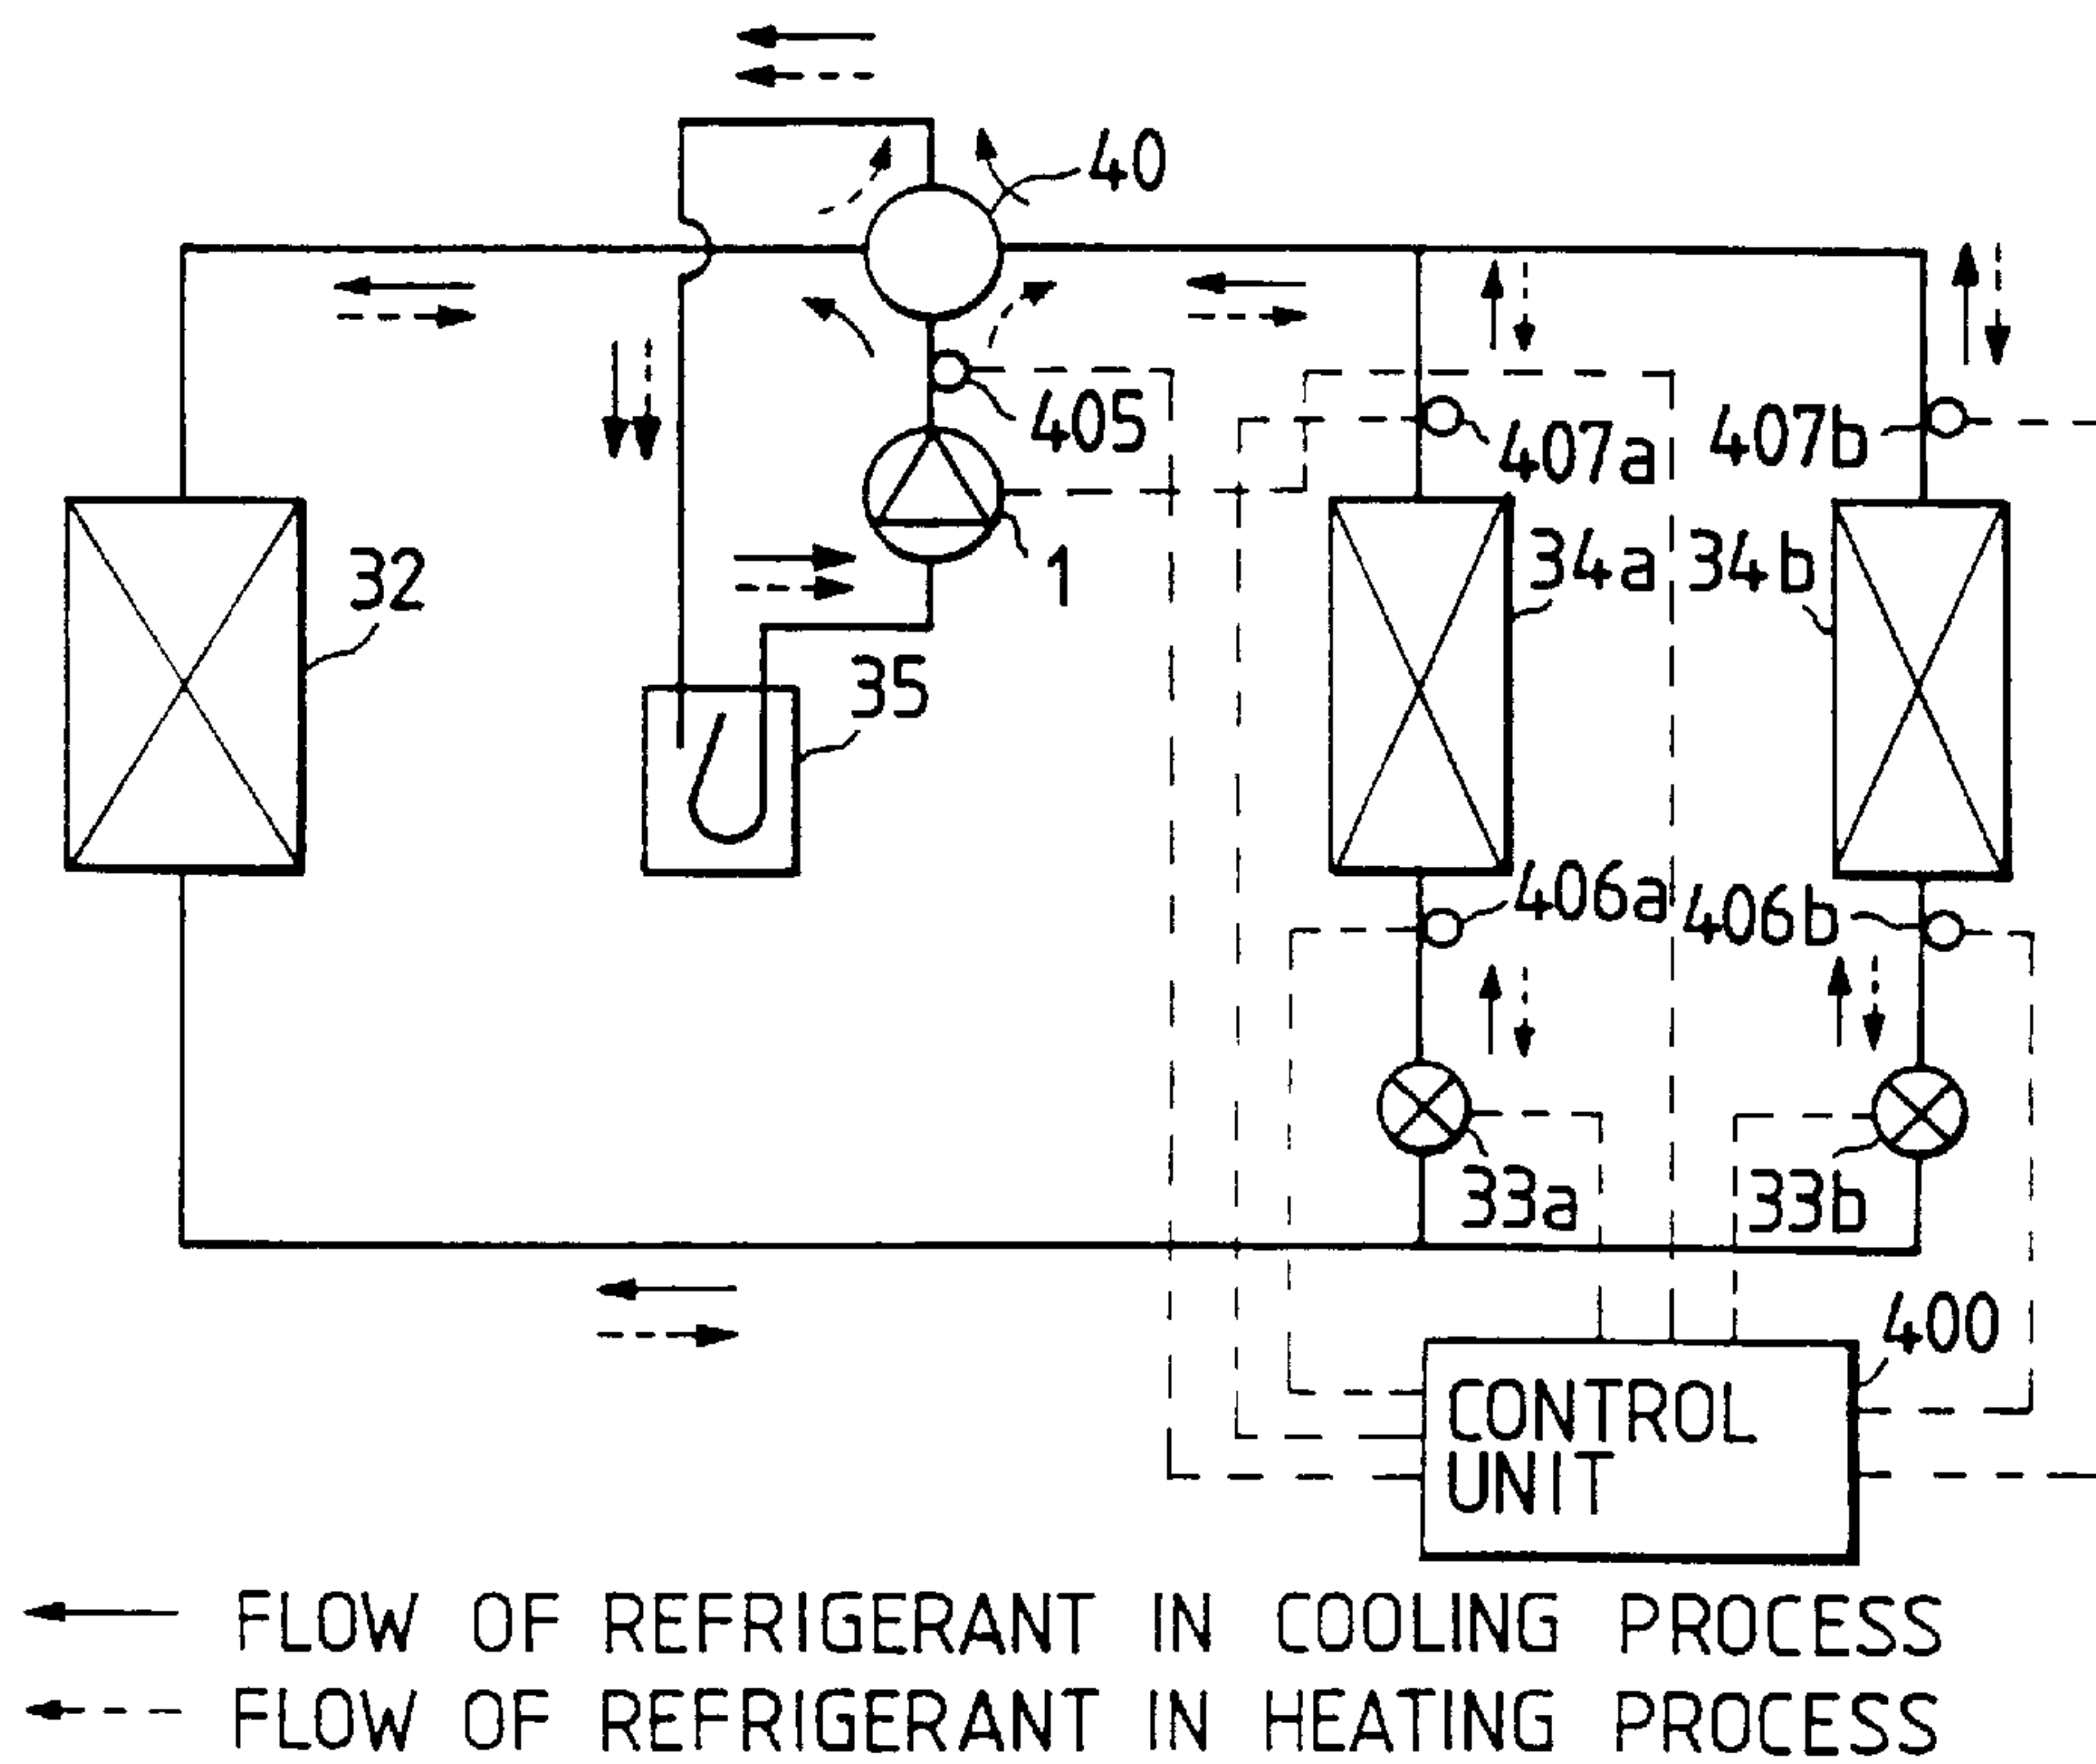 40
405
407a
407b
1
32
34a
34b
35
406a
406b
33a
33b
400
CONTROL
UNIT
FLOW OF REFRIGERANT IN COOLING PROCESS
FLOW OF REFRIGERANT IN HEATING PROCESS